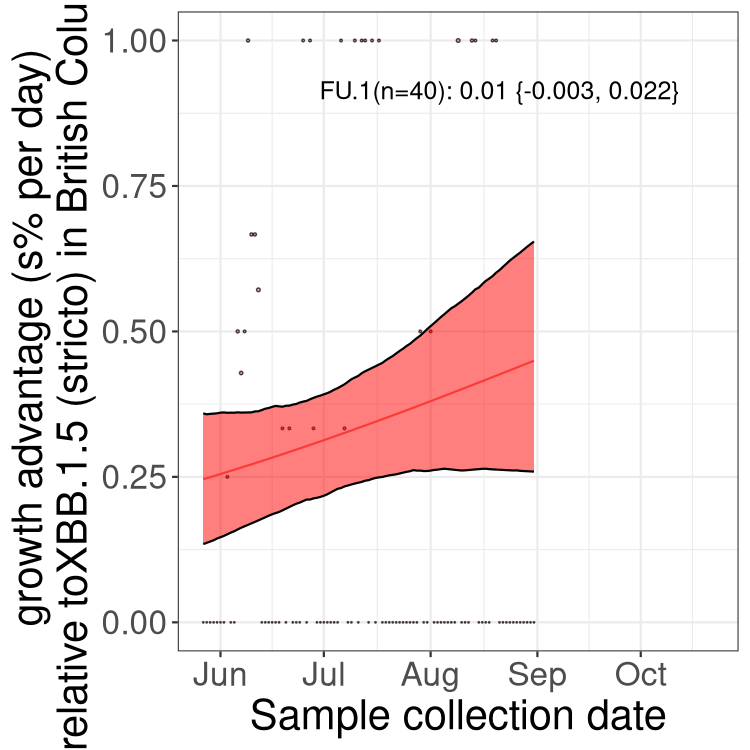 growth advantage (s% per day)
relative toXBB.1.5 (stricto) in British Colu
1.00
0.75
0.50
0.25
0.00
FU.1(n=40): 0.01 {-0.003, 0.022}
Jun Jul Aug Sep Oct
Sample collection date